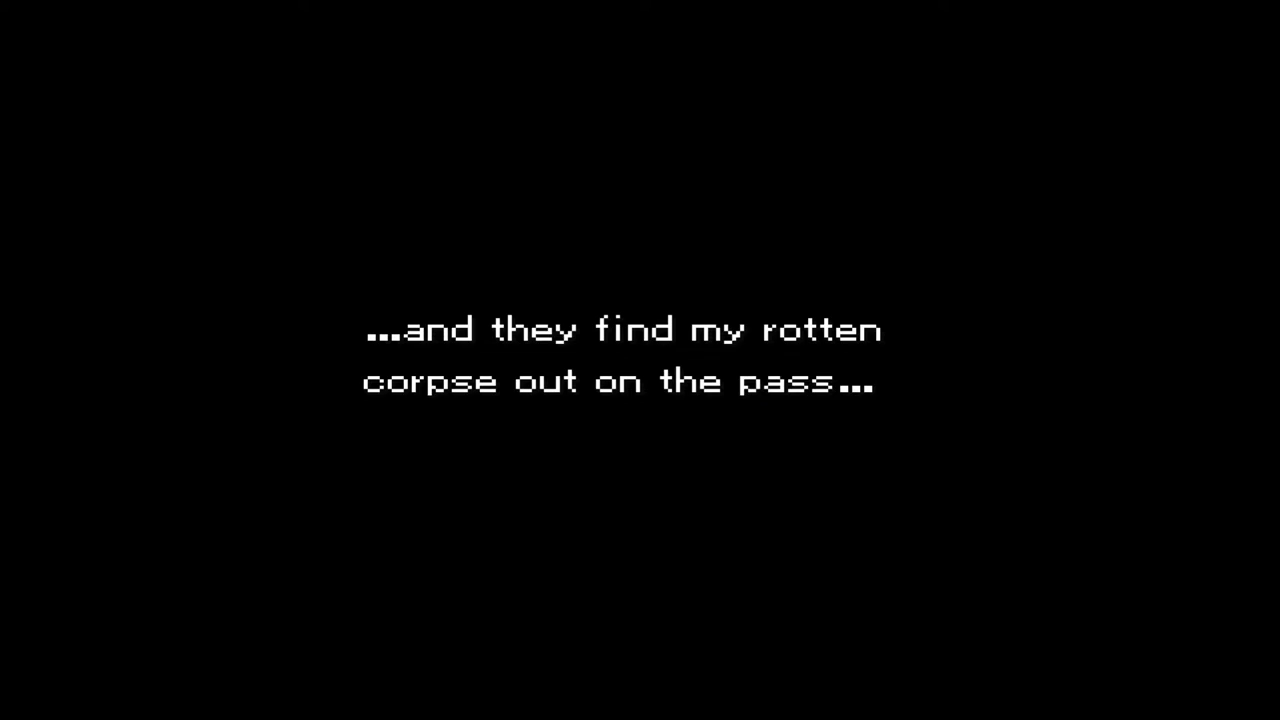 ...and they find my rotten
corpse out on the pass...